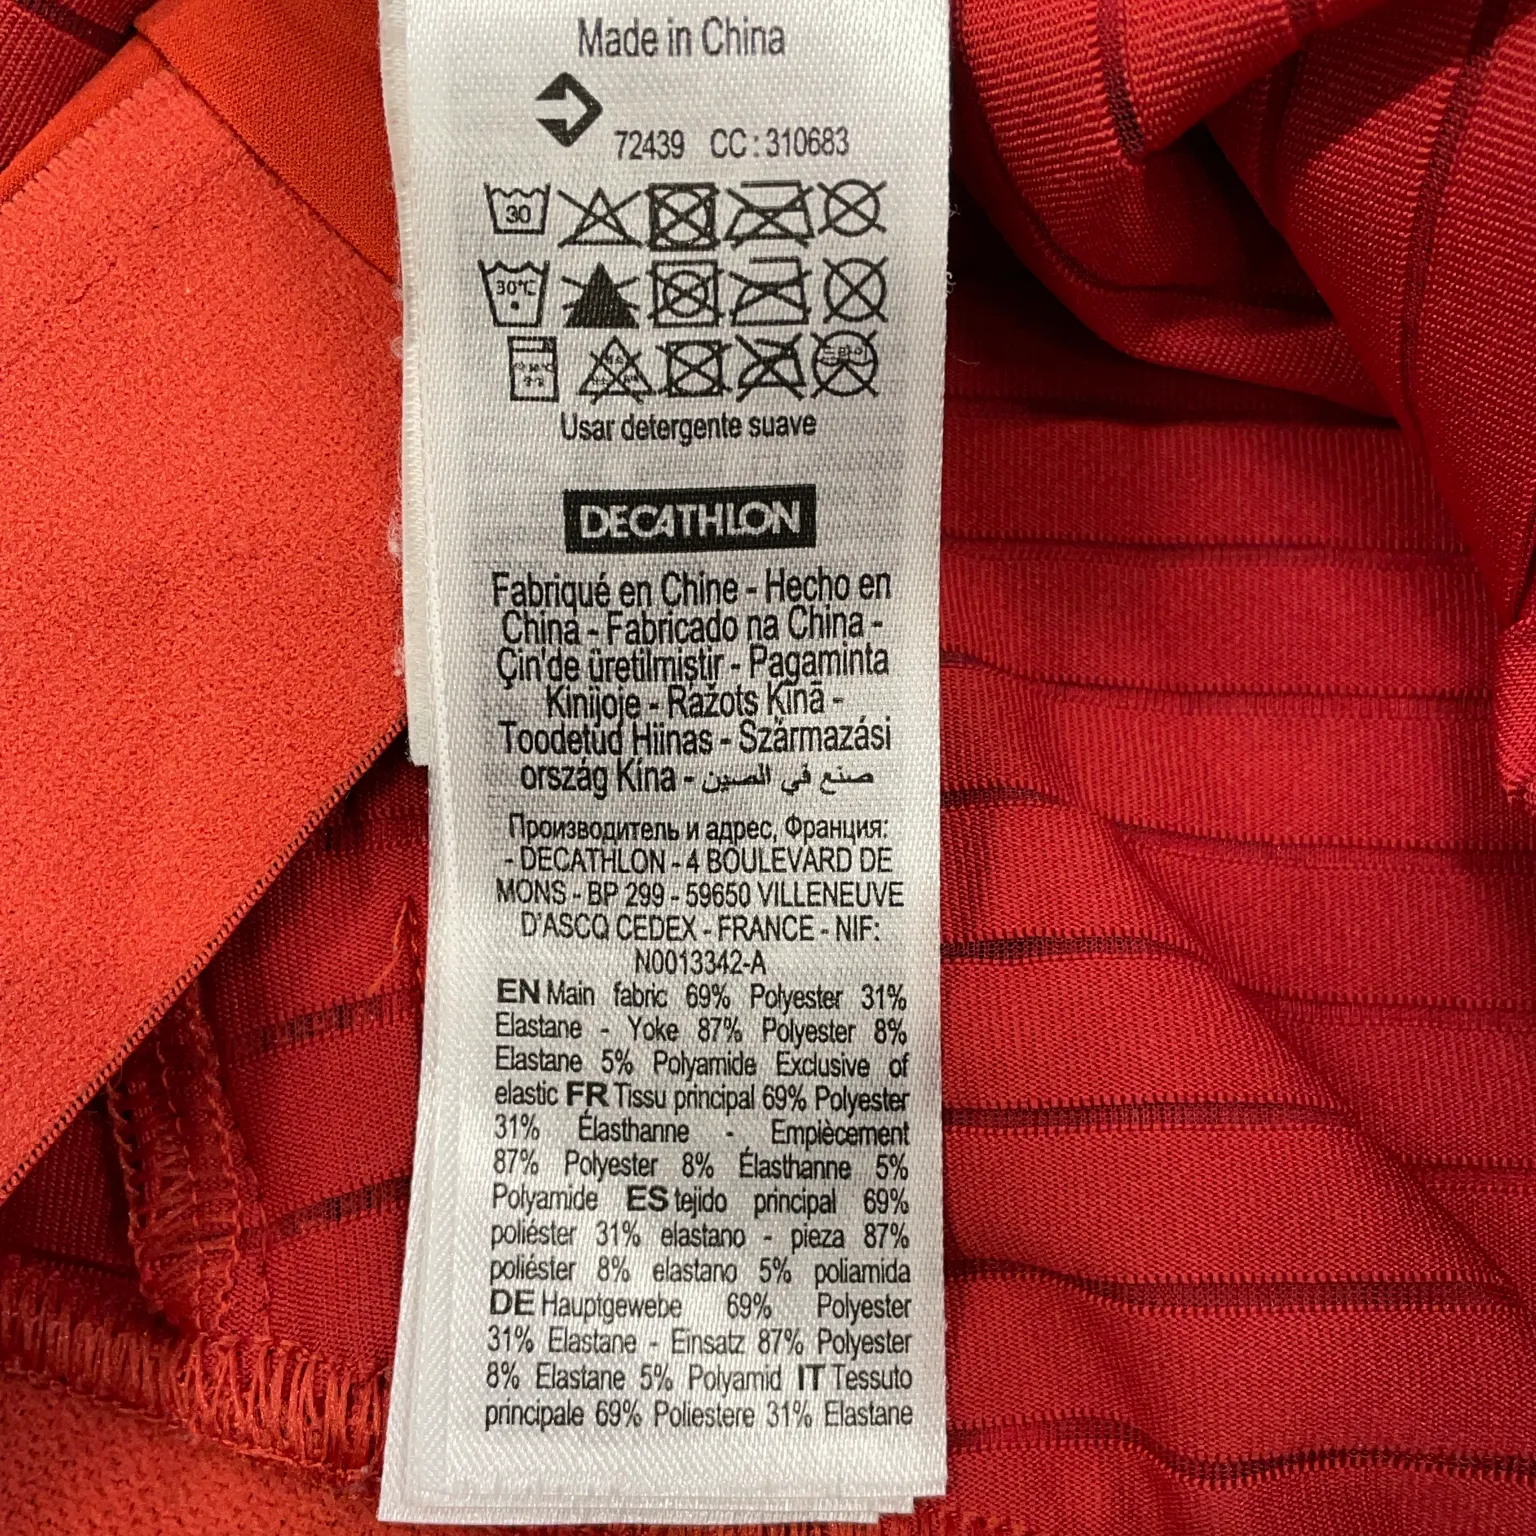 Made in China
72439 CC : 310683
30
30°C
Usar detergente suave
DECATHLON
Fabriqué en Chine - Hecho en
China - Fabricado na China -
Çin'de üretilmiştir - Pagaminta
Kinijoje - Ražots Ķīnā -
Toodetud Hiinas - Származási
ország Kína - صنع في الصين
Производитель и адрес, Франция:
- DECATHLON - 4 BOULEVARD DE
MONS - BP 299 - 59650 VILLENEUVE
D'ASCQ CEDEX - FRANCE - NIF:
N0013342-A
EN Main fabric 69% Polyester 31%
Elastane - Yoke 87% Polyester 8%
Elastane 5% Polyamide Exclusive of
elastic FR Tissu principal 69% Polyester
31% Élasthanne - Empiècement
87% Polyester 8% Élasthanne 5%
Polyamide ES tejido principal 69%
poliéster 31% elastano - pieza 87%
poliéster 8% elastano 5% poliamida
DE Hauptgewebe 69% Polyester
31% Elastane - Einsatz 87% Polyester
8% Elastane 5% Polyamid IT Tessuto
principale 69% Poliestere 31% Elastane